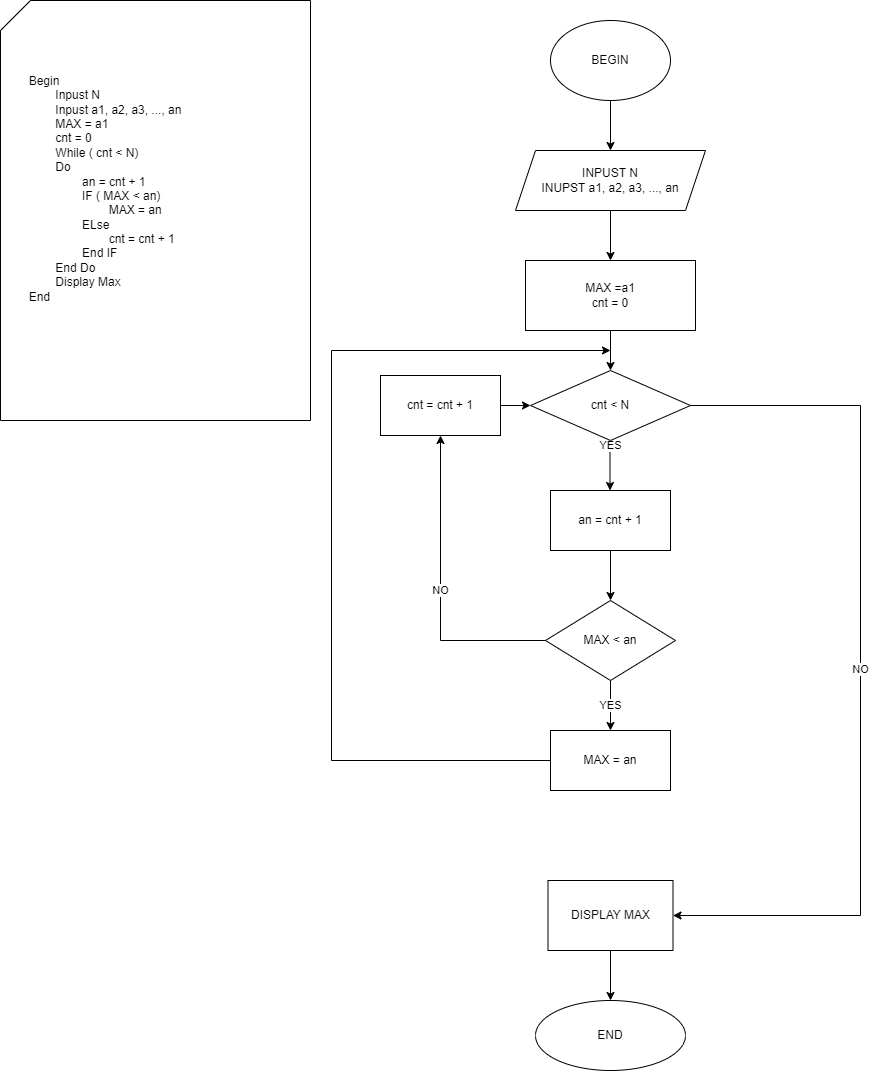 Begin
Inpust N
Inpust a1, a2, a3, ..., an
MAX = a1
cnt = 0
While ( cnt < N)
Do
an = cnt + 1
IF ( MAX < an)
MAX = an
ELse
cnt = cnt + 1
End IF
End Do
Display Max
End
BEGIN
INPUST N
INUPST a1, a2, a3, ..., an
MAX =a1
cnt = 0
cnt = cnt + 1
cnt < N
YES
an = cnt + 1
NO
MAX < an
NO
YES
MAX = an
DISPLAY MAX
END